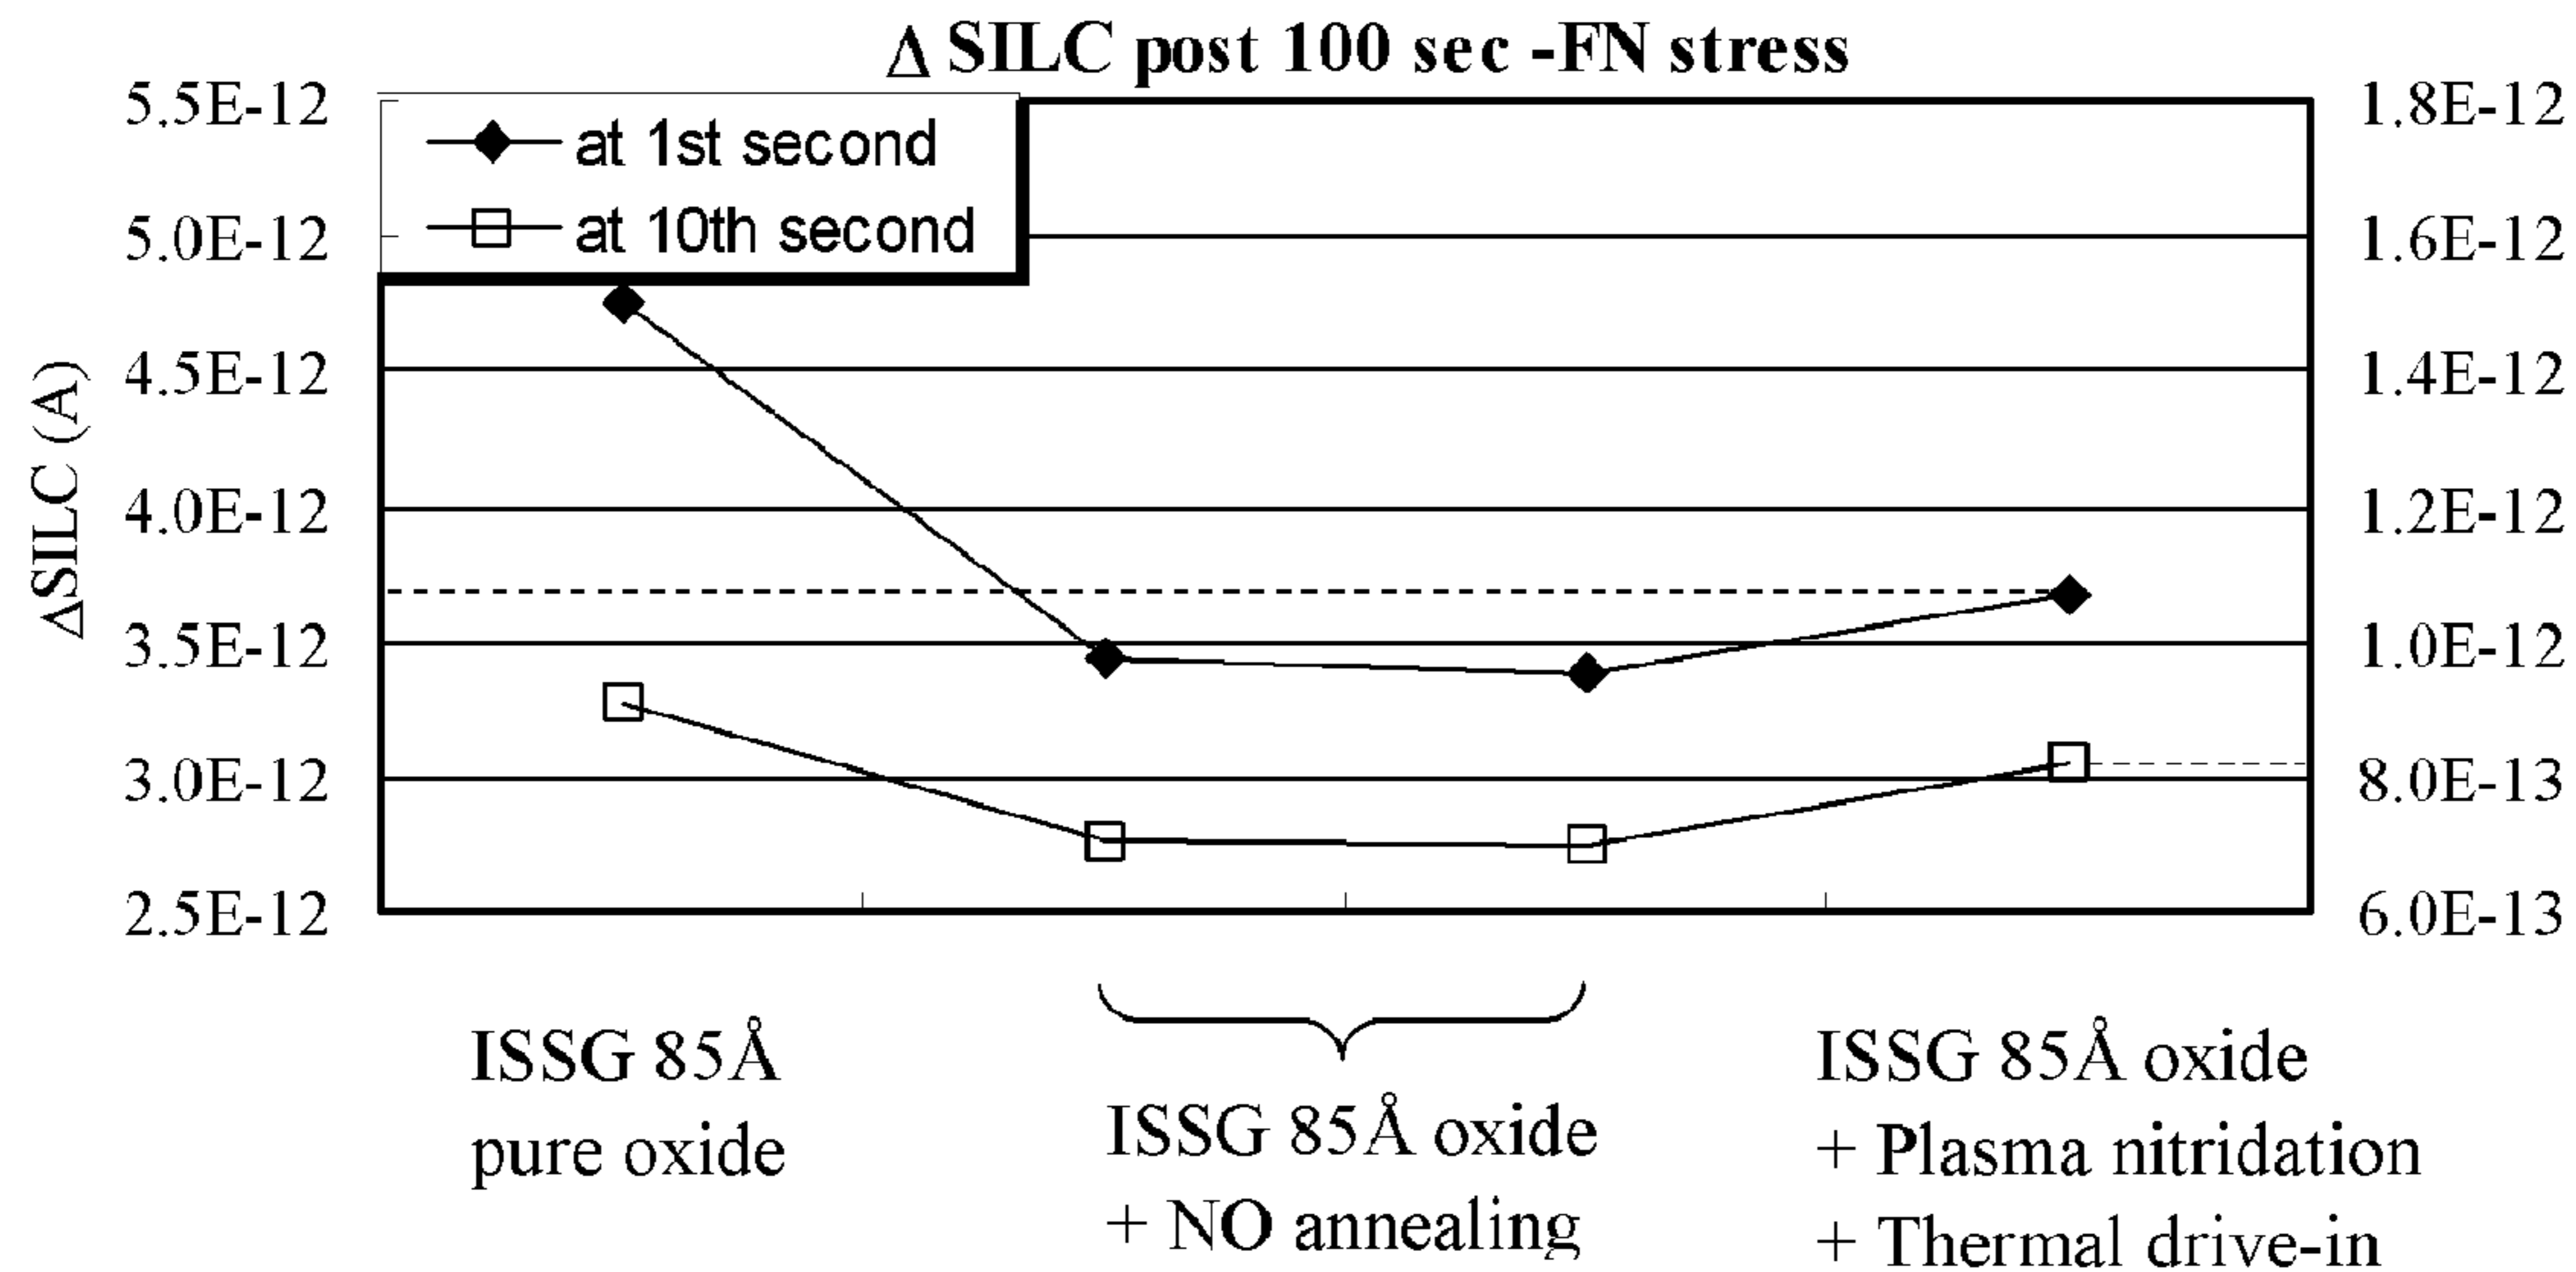 Δ SILC post 100 sec -FN stress
5.5E-12
5.0E-12
4.5E-12
4.0E-12
3.5E-12
3.0E-12
2.5E-12
ΔSILC (A)
at 1st second
at 10th second
1.8E-12
1.6E-12
1.4E-12
1.2E-12
1.0E-12
8.0E-13
6.0E-13
ISSG 85Å
pure oxide
ISSG 85Å oxide
+ NO annealing
ISSG 85Å oxide
+ Plasma nitridation
+ Thermal drive-in